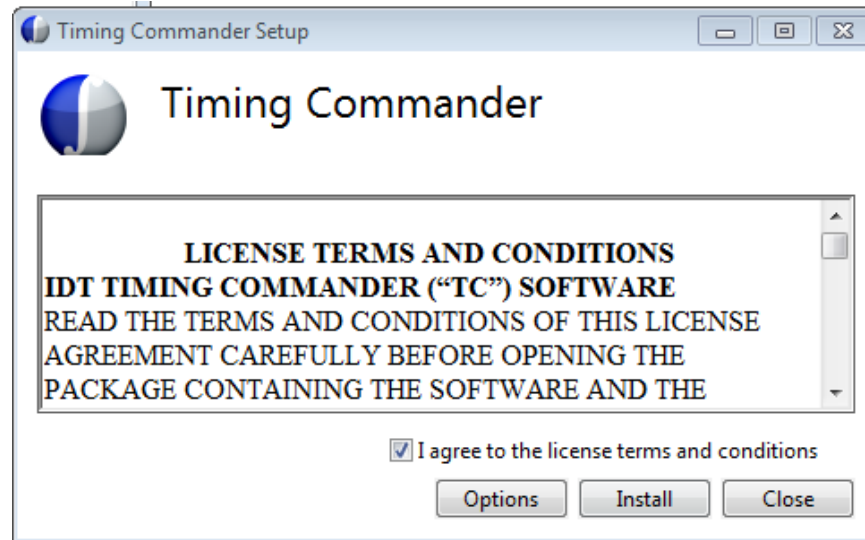 Timing Commander Setup
Timing Commander
LICENSE TERMS AND CONDITIONS
IDT TIMING COMMANDER (“TC”) SOFTWARE
READ THE TERMS AND CONDITIONS OF THIS LICENSE
AGREEMENT CAREFULLY BEFORE OPENING THE
PACKAGE CONTAINING THE SOFTWARE AND THE
I agree to the license terms and conditions
Options Install Close